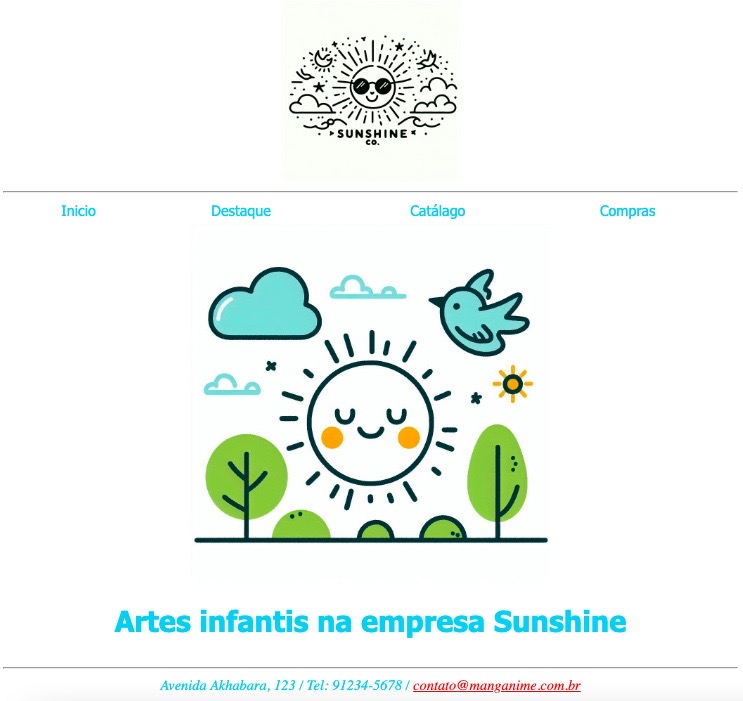 SUNSHINE
CO.
Inicio Destaque Catálago Compras
Artes infantis na empresa Sunshine
Avenida Akhabara, 123 / Tel: 91234-5678 / contato@manganime.com.br